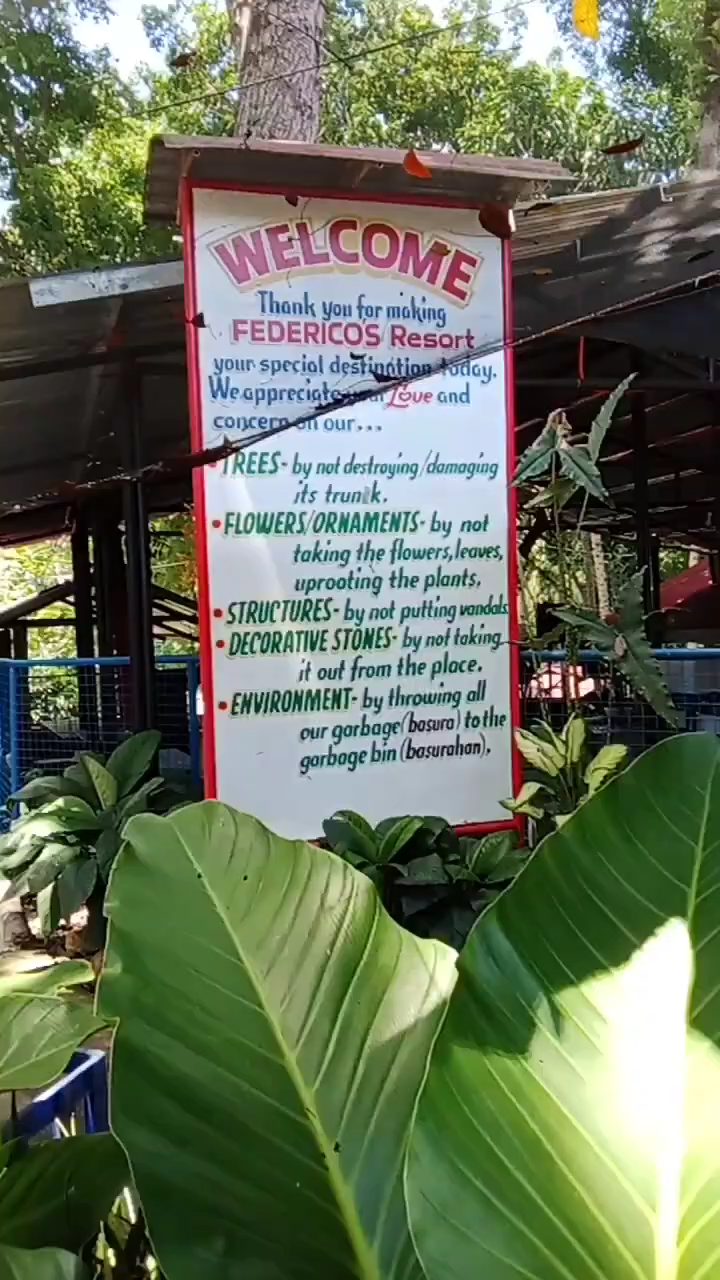 WELCOME
Thank you for making
FEDERICO'S Resort
your special destination today.
We appreciate your Love and
concern on our...
• TREES- by not destroying/damaging
its trunk.
• FLOWERS/ORNAMENTS- by not
taking the flowers, leaves,
uprooting the plants.
• STRUCTURES- by not putting vandals
• DECORATIVE STONES- by not taking
it out from the place.
• ENVIRONMENT- by throwing all
our garbage (basura) to the
garbage bin (basurahan).